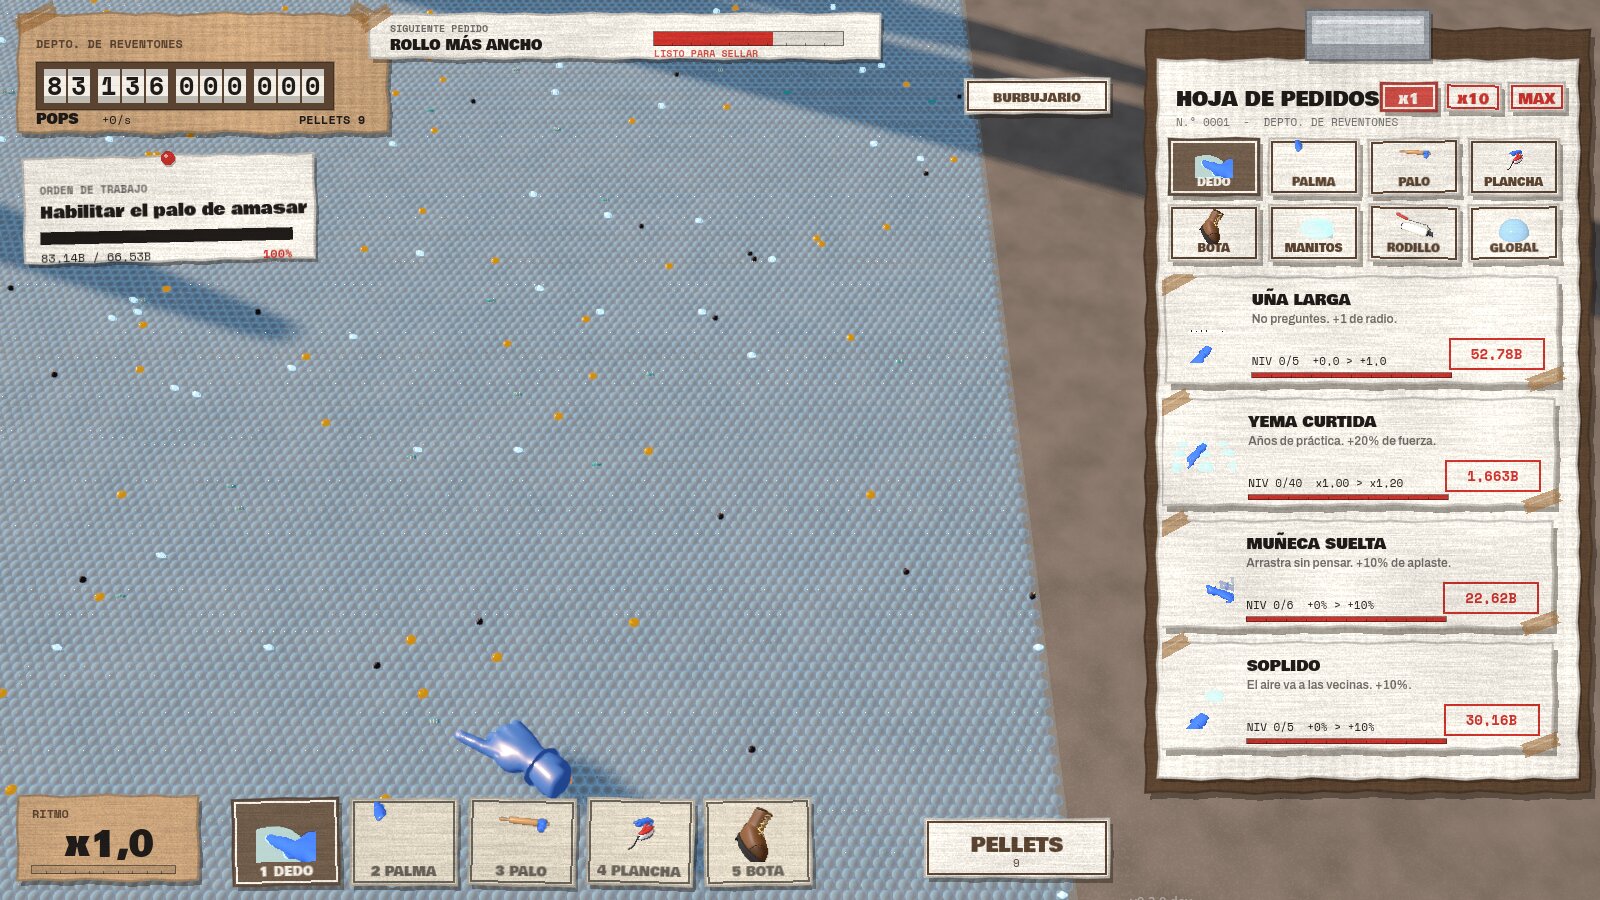 DEPTO. DE REVENTONES
83 136 000 000
POPS +0/s PELLETS 9
SIGUIENTE PEDIDO
ROLLO MÁS ANCHO
LISTO PARA SELLAR
ORDEN DE TRABAJO
Habilitar el palo de amasar
83.14B / 66.53B 100%
BURBUJARIO
HOJA DE PEDIDOS x1 x10 MAX
N.° 0001 - DEPTO. DE REVENTONES
DEDO PALMA PALO PLANCHA
BOTA MANITOS RODILLO GLOBAL
UÑA LARGA
No preguntes. +1 de radio.
NIV 0/5 +0,0 > +1,0 52,78B
YEMA CURTIDA
Años de práctica. +20% de fuerza.
NIV 0/40 x1,00 > x1,20 1,663B
MUÑECA SUELTA
Arrastra sin pensar. +10% de aplaste.
NIV 0/6 +0% > +10% 22,62B
SOPLIDO
El aire va a las vecinas. +10%.
NIV 0/5 +0% > +10% 30,16B
RITMO
x1,0
1 DEDO 2 PALMA 3 PALO 4 PLANCHA 5 BOTA
PELLETS
9